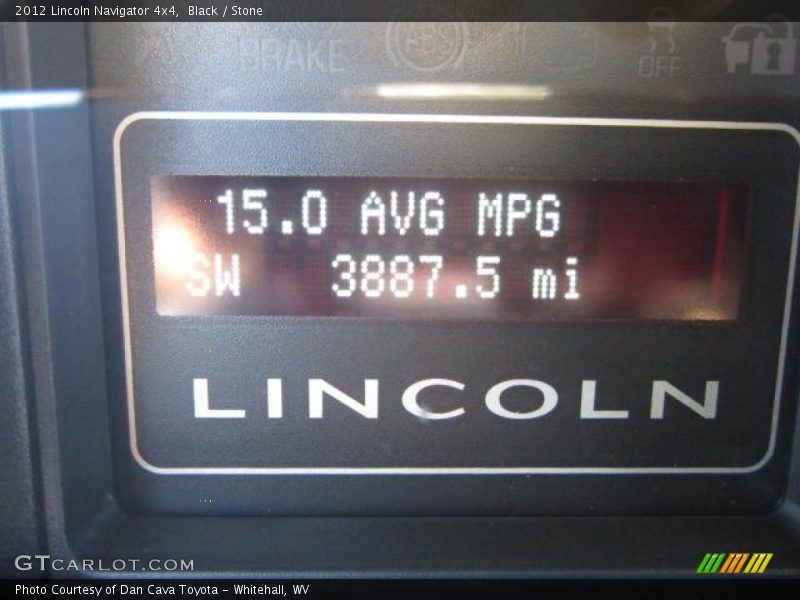 2012 Lincoln Navigator 4x4, Black / Stone
BRAKE
ABS
OFF
15.0 AVG MPG
SW 3887.5 mi
LINCOLN
GTCARLOT.COM
Photo Courtesy of Dan Cava Toyota - Whitehall, WV